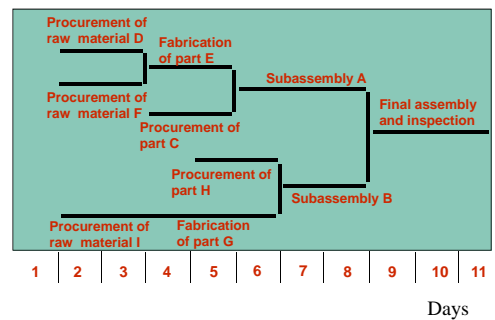 Procurement of
raw material D
Fabrication
of part E
Procurement of
raw material F
Procurement of
part C
Subassembly A
Final assembly
and inspection
Procurement of
part H
Subassembly B
Procurement of
raw material I
Fabrication
of part G
1 2 3 4 5 6 7 8 9 10 11
Days